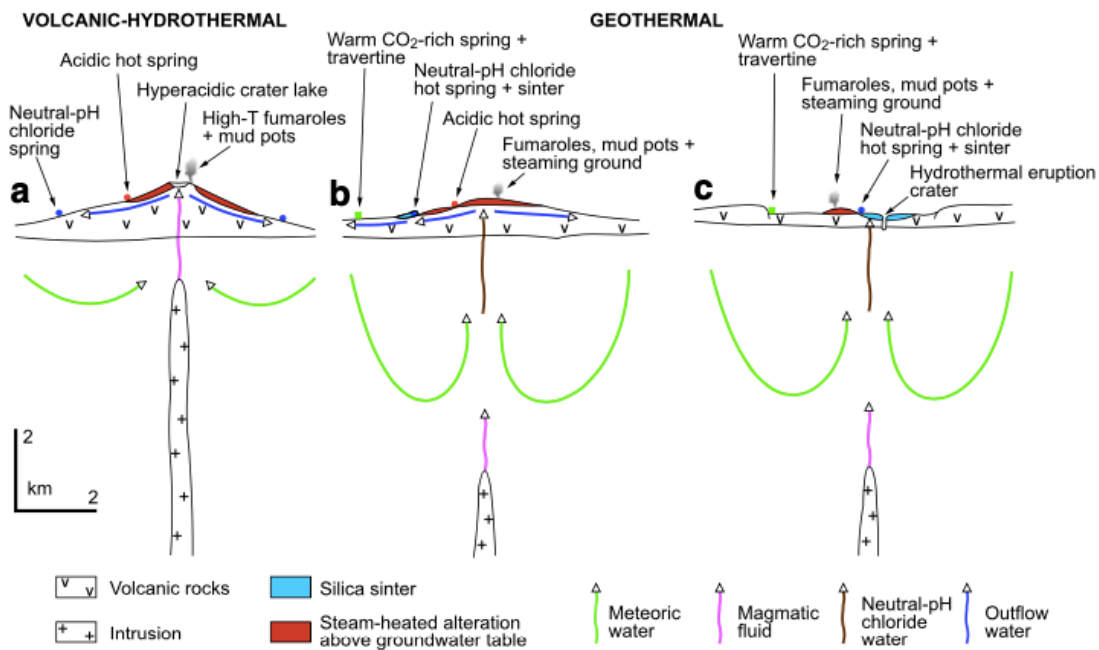 VOLCANIC-HYDROTHERMAL
GEOTHERMAL
a
Neutral-pH
chloride
spring
Acidic hot spring
Hyperacidic crater lake
High-T fumaroles
+ mud pots
b
Warm CO₂-rich spring +
travertine
Neutral-pH chloride
hot spring + sinter
Acidic hot spring
Fumaroles, mud pots +
steaming ground
c
Warm CO₂-rich spring +
travertine
Fumaroles, mud pots +
steaming ground
Neutral-pH chloride
hot spring + sinter
Hydrothermal eruption
crater
2
km
2
Volcanic rocks
Intrusion
Silica sinter
Steam-heated alteration
above groundwater table
Meteoric
water
Magmatic
fluid
Neutral-pH
chloride
water
Outflow
water